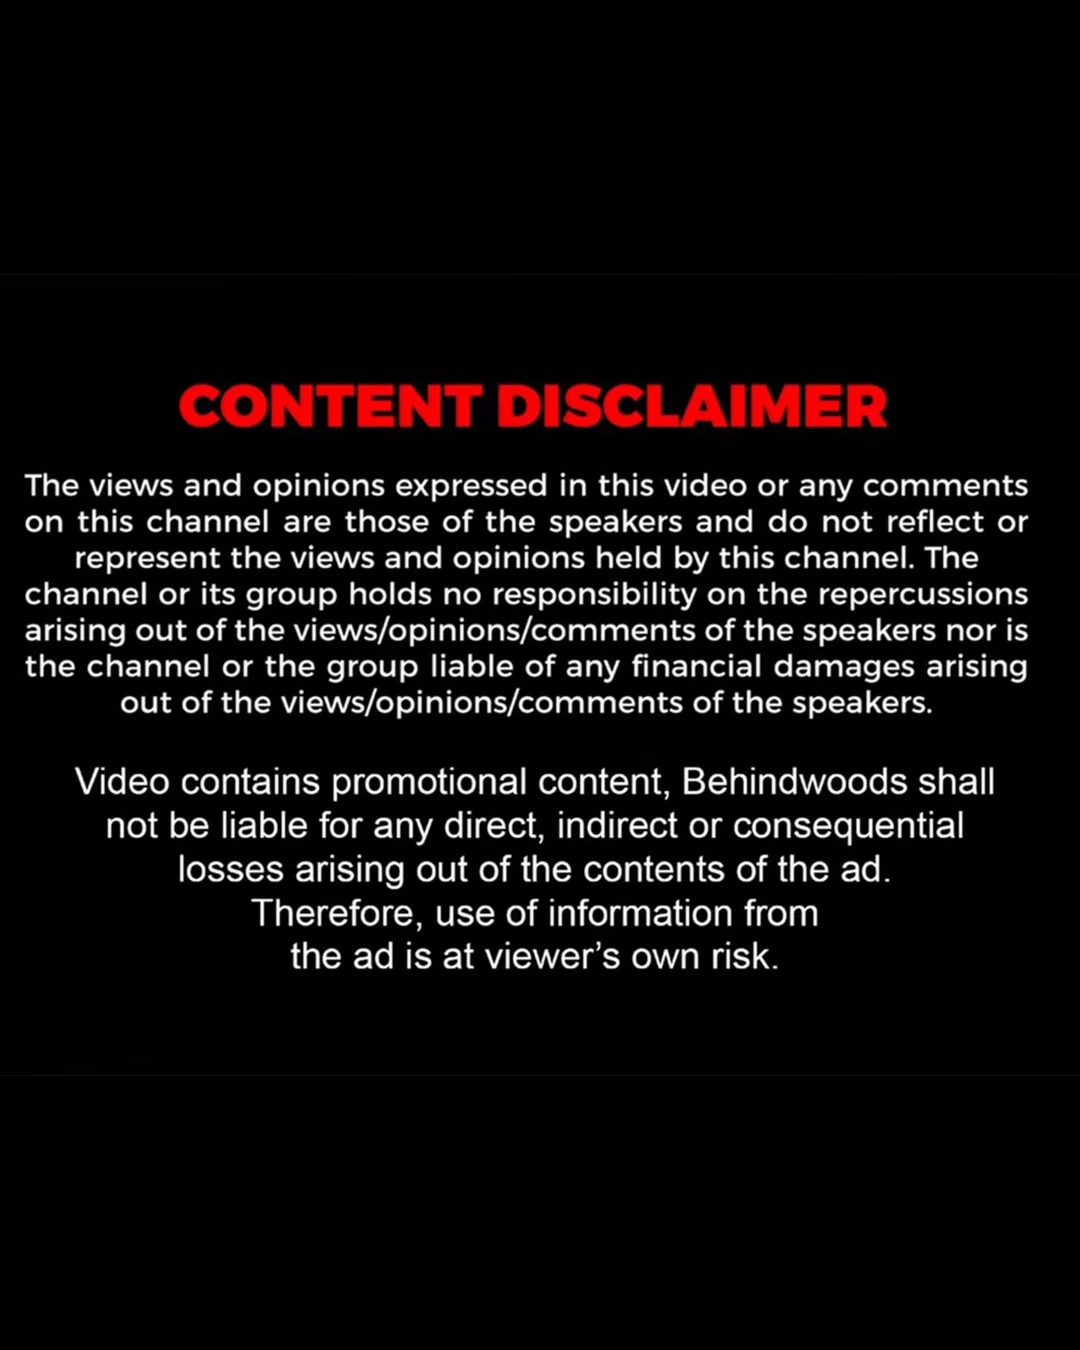 CONTENT DISCLAIMER
The views and opinions expressed in this video or any comments
on this channel are those of the speakers and do not reflect or
represent the views and opinions held by this channel. The
channel or its group holds no responsibility on the repercussions
arising out of the views/opinions/comments of the speakers nor is
the channel or the group liable of any financial damages arising
out of the views/opinions/comments of the speakers.
Video contains promotional content, Behindwoods shall
not be liable for any direct, indirect or consequential
losses arising out of the contents of the ad.
Therefore, use of information from
the ad is at viewer’s own risk.